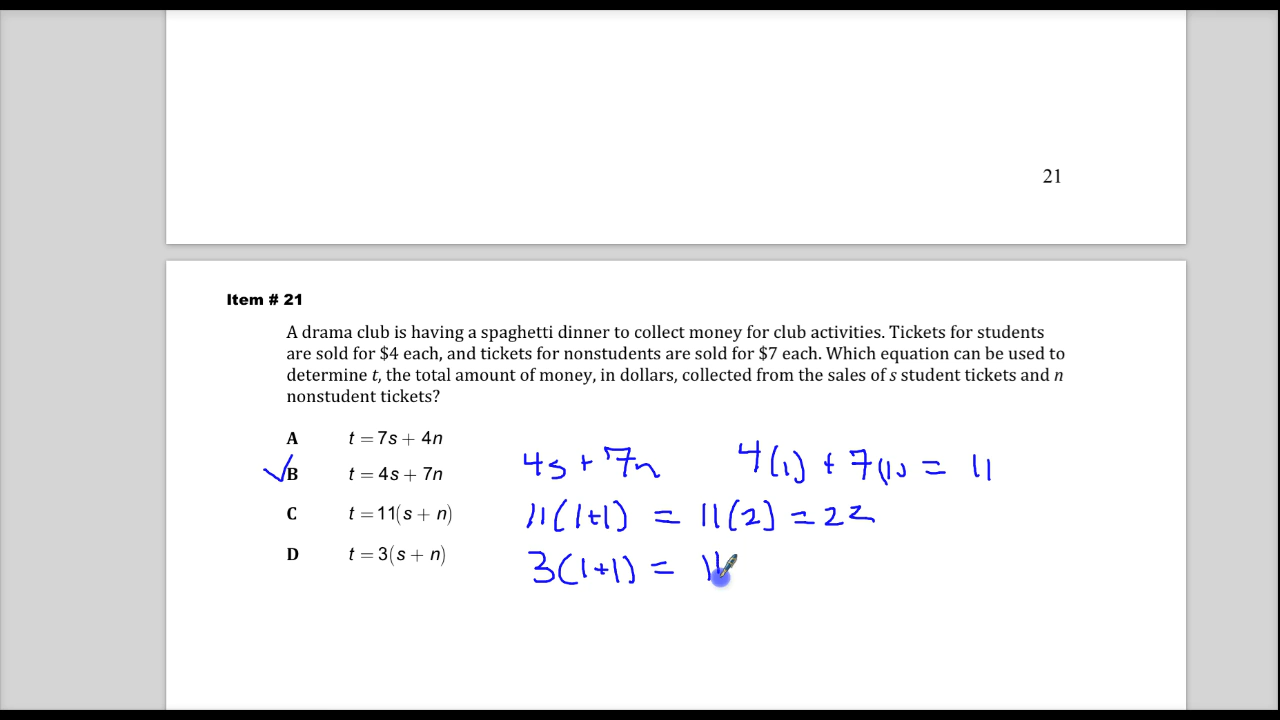 21
Item # 21
A drama club is having a spaghetti dinner to collect money for club activities. Tickets for students
are sold for $4 each, and tickets for nonstudents are sold for $7 each. Which equation can be used to
determine t, the total amount of money, in dollars, collected from the sales of s student tickets and n
nonstudent tickets?
A t = 7s + 4n
B t = 4s + 7n
4s + 7n 4(1) + 7(1) = 11
C t = 11(s + n)
11(1+1) = 11(2) = 22
D t = 3(s + n)
3(1+1) =